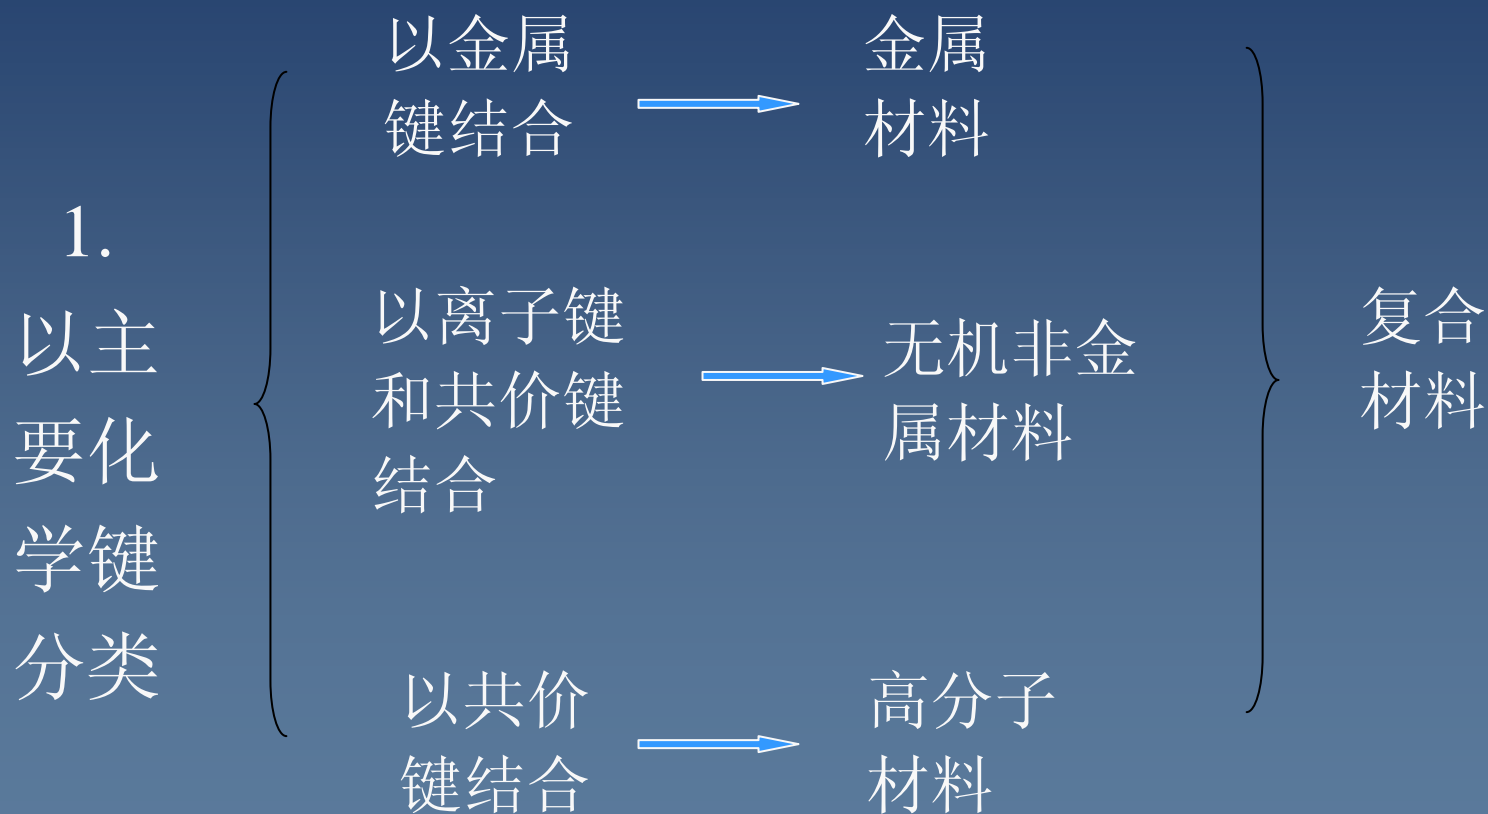 1.
以主
要化
学键
分类
以金属
键结合
金属
材料
以离子键
和共价键
结合
无机非金
属材料
以共价
键结合
高分子
材料
复合
材料